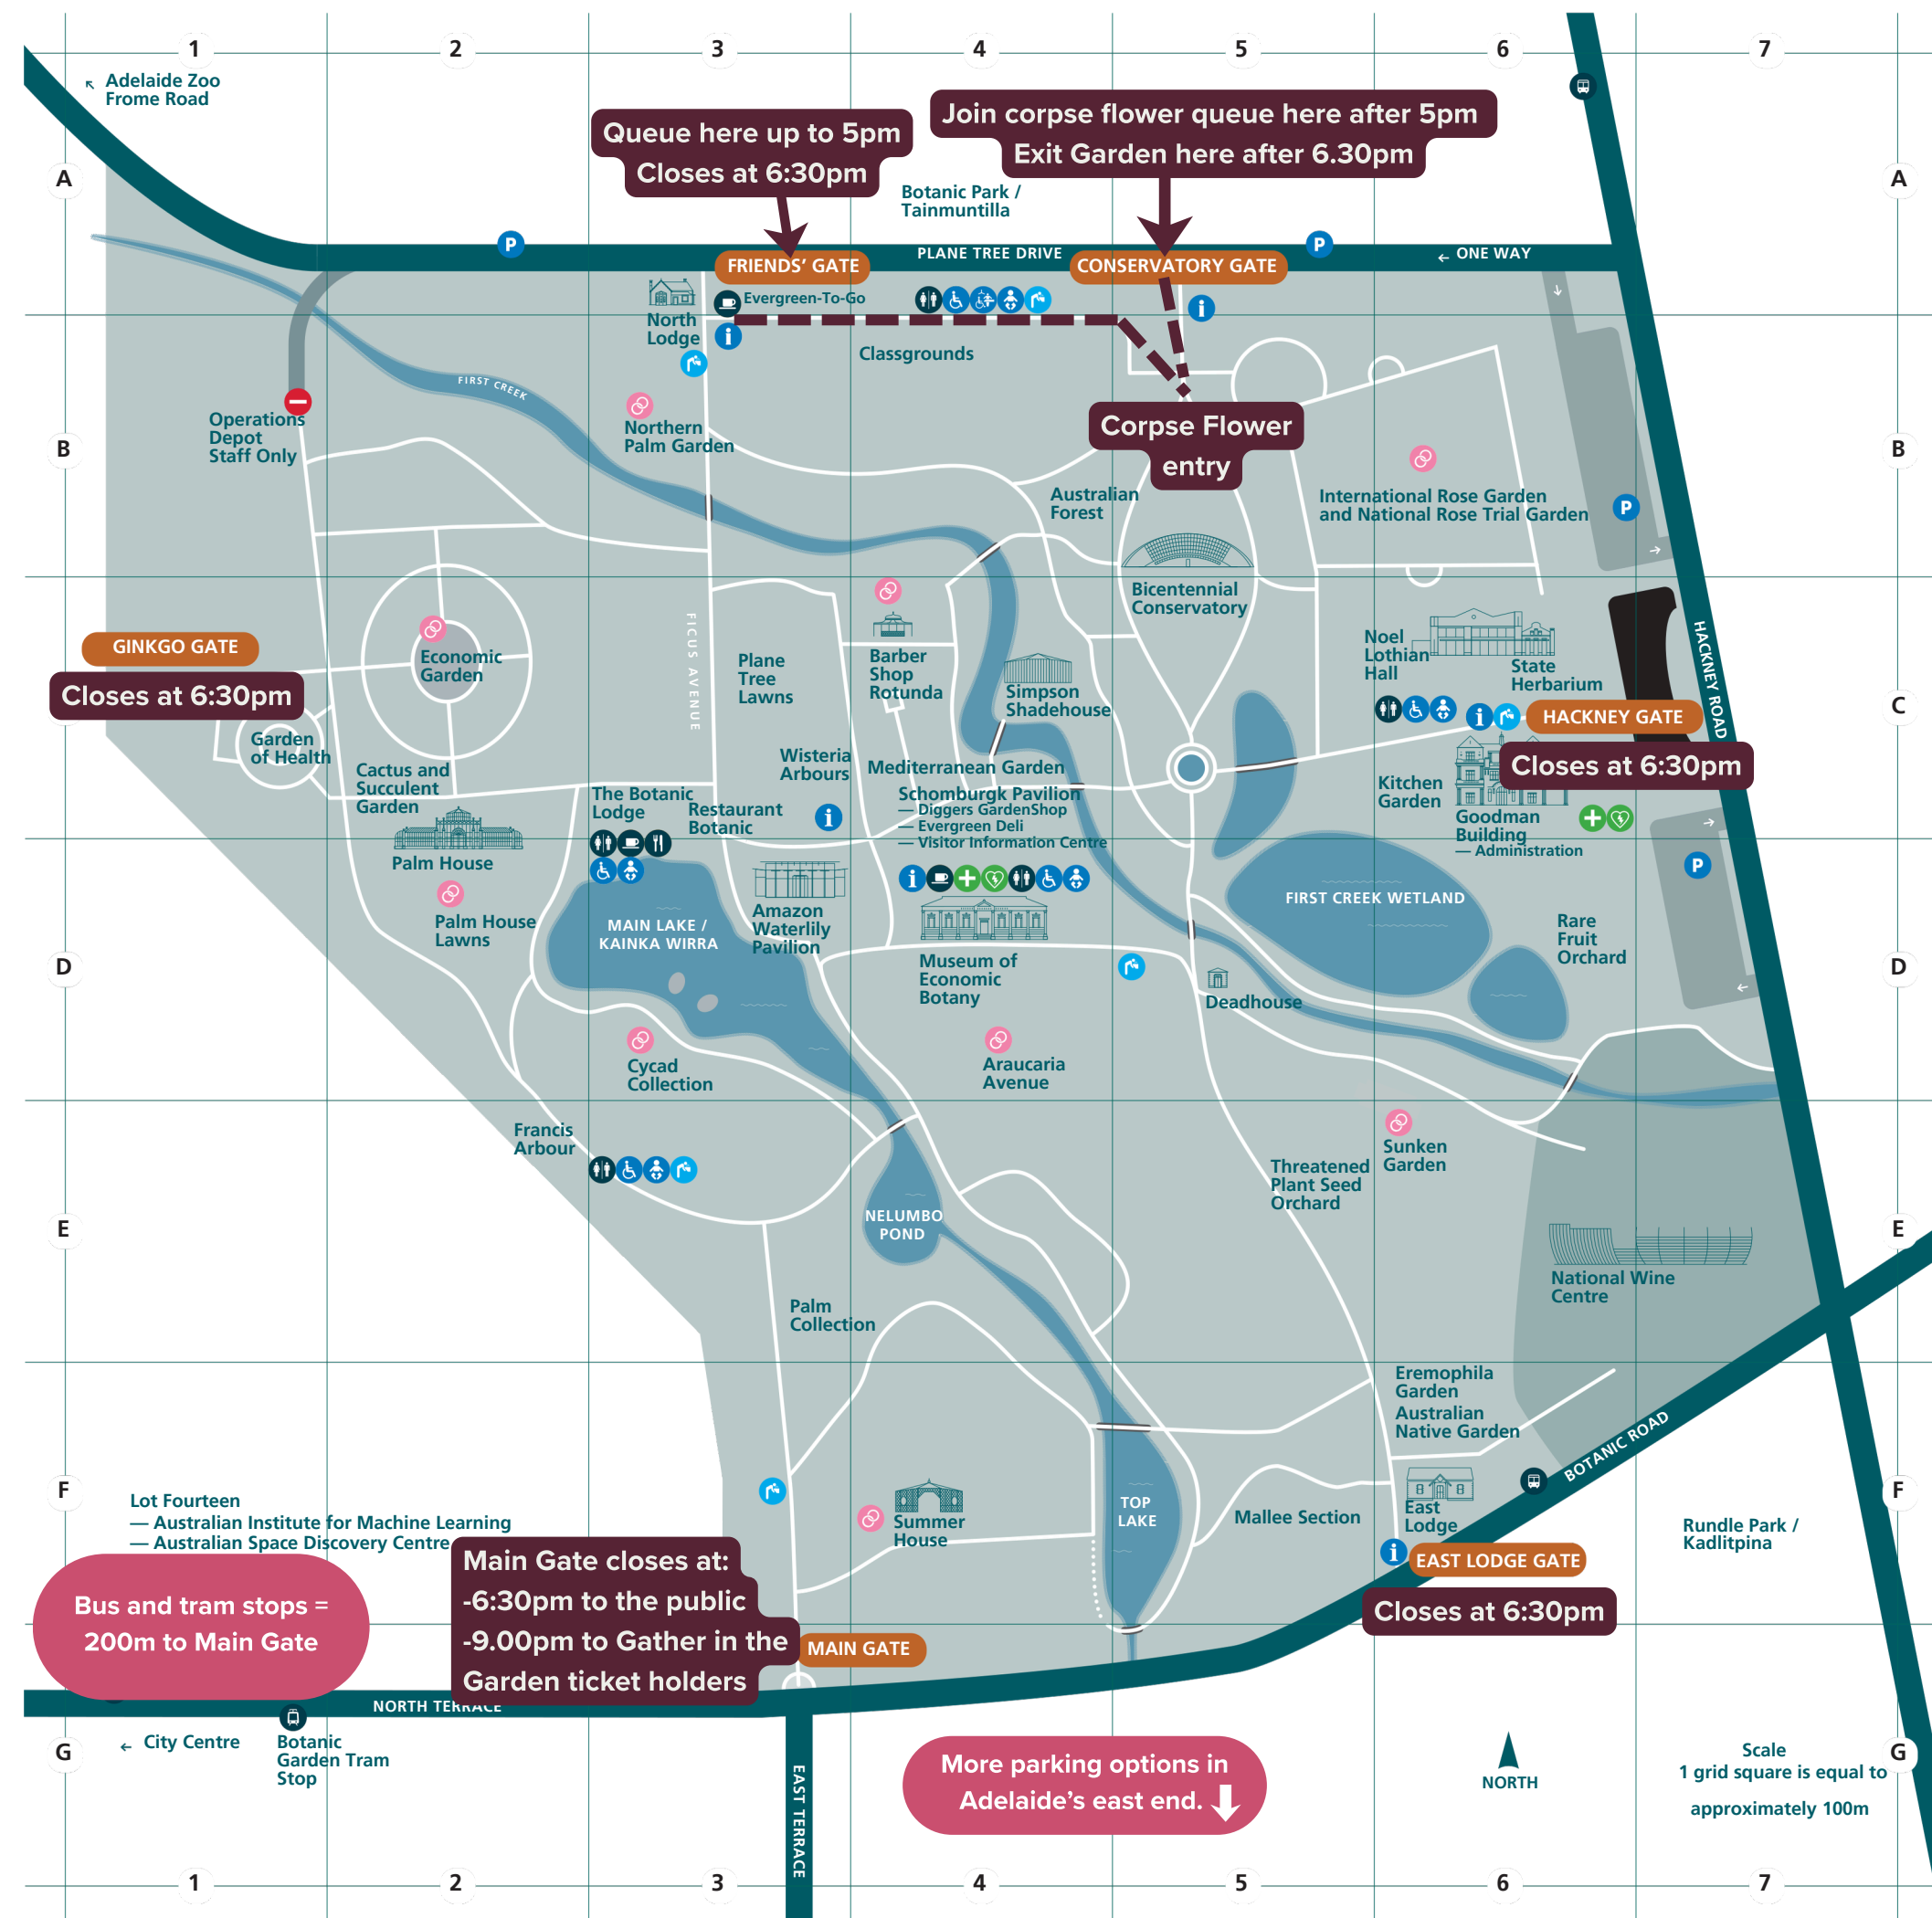 1 2 3 4 5 6 7
Adelaide Zoo
Frome Road
Queue here up to 5pm
Closes at 6:30pm
Join corpse flower queue here after 5pm
Exit Garden here after 6.30pm
A
A
Botanic Park /
Tainmuntilla
P
P
PLANE TREE DRIVE
ONE WAY
FRIENDS' GATE
CONSERVATORY GATE
Evergreen-To-Go
North
Lodge
i
i
Classgrounds
FIRST CREEK
Operations
Depot
Staff Only
Northern
Palm Garden
Corpse Flower
entry
B
B
Australian
Forest
International Rose Garden
and National Rose Trial Garden
P
Bicentennial
Conservatory
GINKGO GATE
Closes at 6:30pm
Economic
Garden
FICUS AVENUE
Plane
Tree
Lawns
Barber
Shop
Rotunda
Simpson
Shadehouse
Noel
Lothian
Hall
State
Herbarium
HACKNEY ROAD
C
i
HACKNEY GATE
Closes at 6:30pm
Garden
of Health
Cactus and
Succulent
Garden
Wisteria
Arbours
Mediterranean Garden
Kitchen
Garden
The Botanic
Lodge
Restaurant
Botanic
i
Schomburgk Pavilion
— Diggers GardenShop
— Evergreen Deli
— Visitor Information Centre
Goodman
Building
— Administration
Palm House
P
i
Palm House
Lawns
MAIN LAKE /
KAINKA WIRRA
Amazon
Waterlily
Pavilion
FIRST CREEK WETLAND
Rare
Fruit
Orchard
D
D
Museum of
Economic
Botany
Deadhouse
Cycad
Collection
Araucaria
Avenue
Francis
Arbour
Sunken
Garden
Threatened
Plant Seed
Orchard
NELUMBO
POND
E
E
National Wine
Centre
Palm
Collection
Eremophila
Garden
Australian
Native Garden
BOTANIC ROAD
F
F
Lot Fourteen
— Australian Institute for Machine Learning
— Australian Space Discovery Centre
Summer
House
TOP
LAKE
Mallee Section
East
Lodge
Rundle Park /
Kadlitpina
i
EAST LODGE GATE
Closes at 6:30pm
Bus and tram stops =
200m to Main Gate
Main Gate closes at:
-6:30pm to the public
-9.00pm to Gather in the
Garden ticket holders
MAIN GATE
NORTH TERRACE
City Centre
Botanic
Garden Tram
Stop
G
G
EAST TERRACE
More parking options in
Adelaide's east end.
NORTH
Scale
1 grid square is equal to
approximately 100m
1 2 3 4 5 6 7